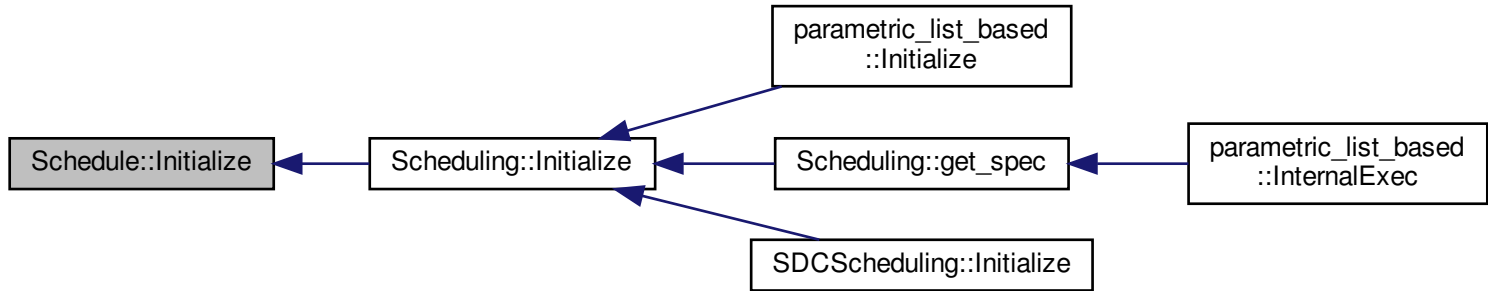 Schedule::Initialize
Scheduling::Initialize
parametric_list_based
::Initialize
Scheduling::get_spec
SDCScheduling::Initialize
parametric_list_based
::InternalExec